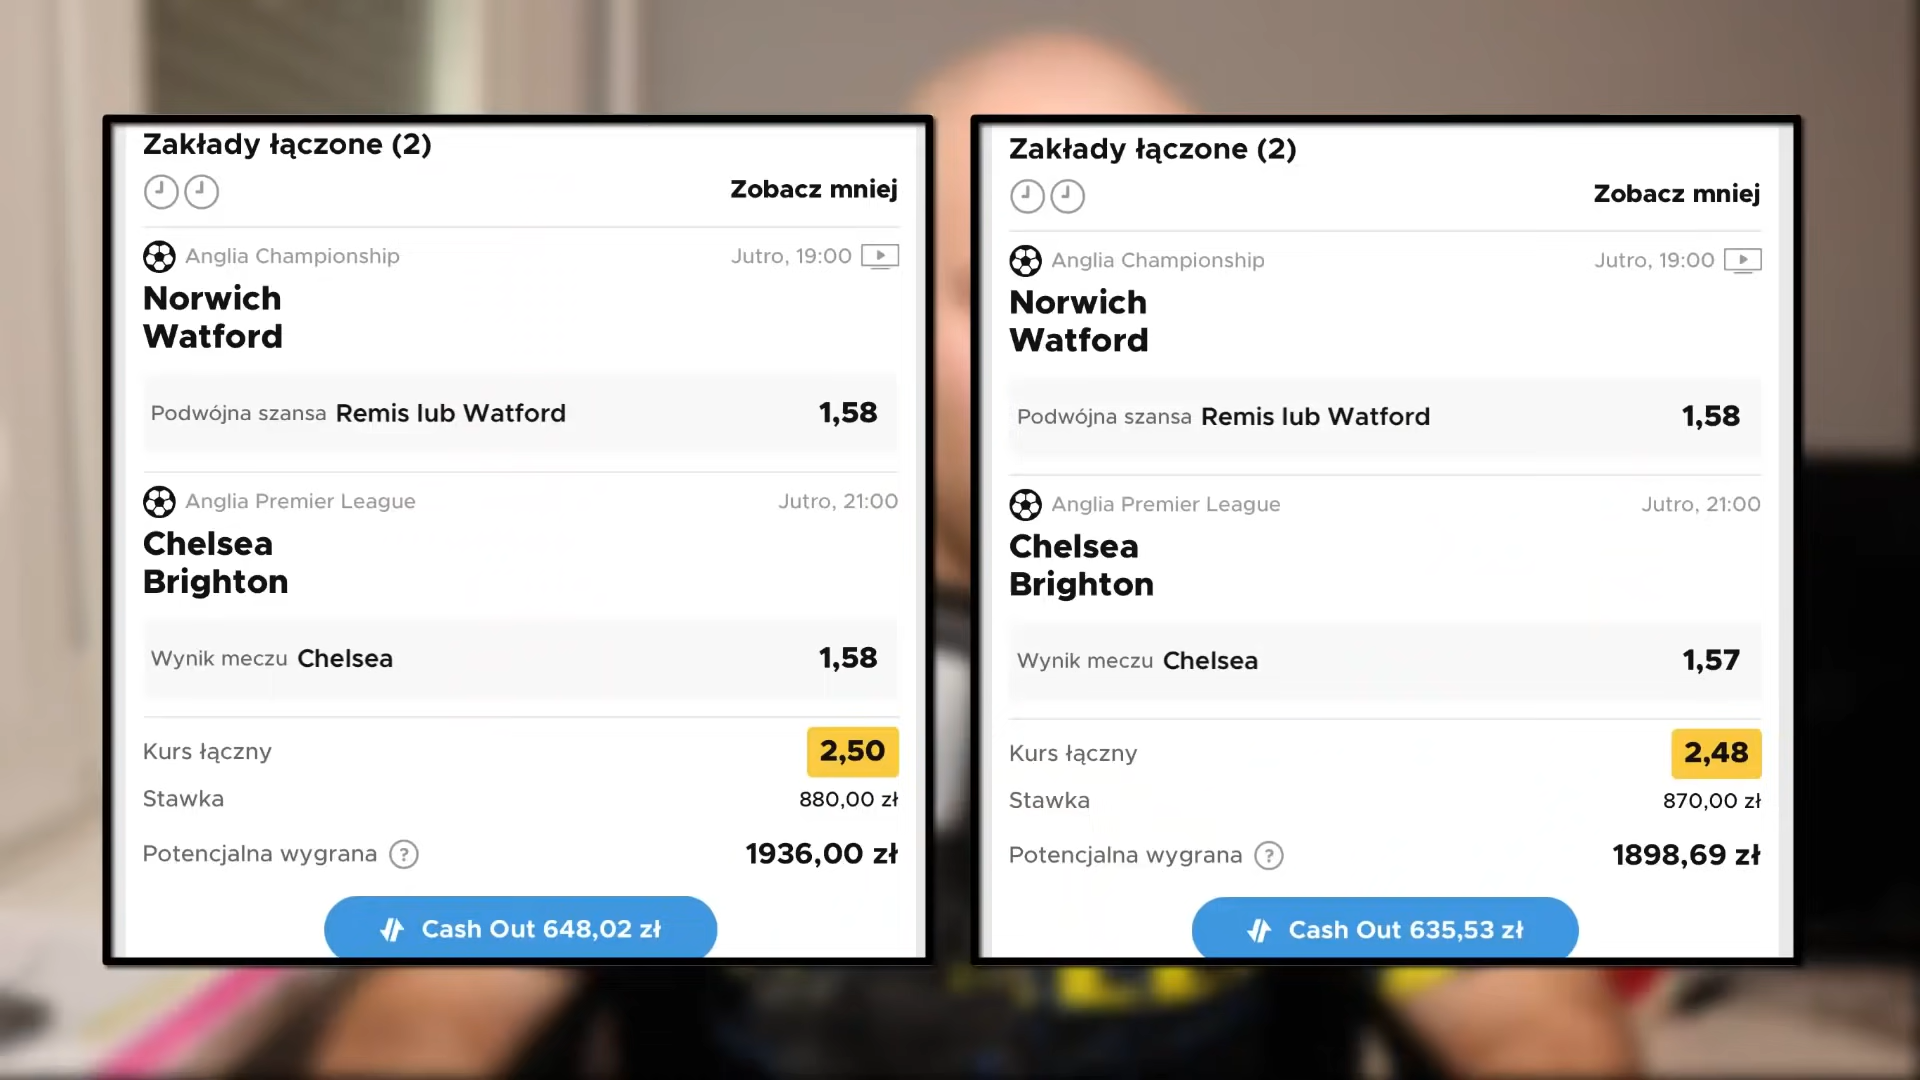 Zakłady łączone (2)
Zobacz mniej
Anglia Championship Jutro, 19:00
Norwich
Watford
Podwójna szansa Remis lub Watford 1,58
Anglia Premier League Jutro, 21:00
Chelsea
Brighton
Wynik meczu Chelsea 1,58
Kurs łączny 2,50
Stawka 880,00 zł
Potencjalna wygrana ? 1936,00 zł
Cash Out 648,02 zł
Zakłady łączone (2)
Zobacz mniej
Anglia Championship Jutro, 19:00
Norwich
Watford
Podwójna szansa Remis lub Watford 1,58
Anglia Premier League Jutro, 21:00
Chelsea
Brighton
Wynik meczu Chelsea 1,57
Kurs łączny 2,48
Stawka 870,00 zł
Potencjalna wygrana ? 1898,69 zł
Cash Out 635,53 zł